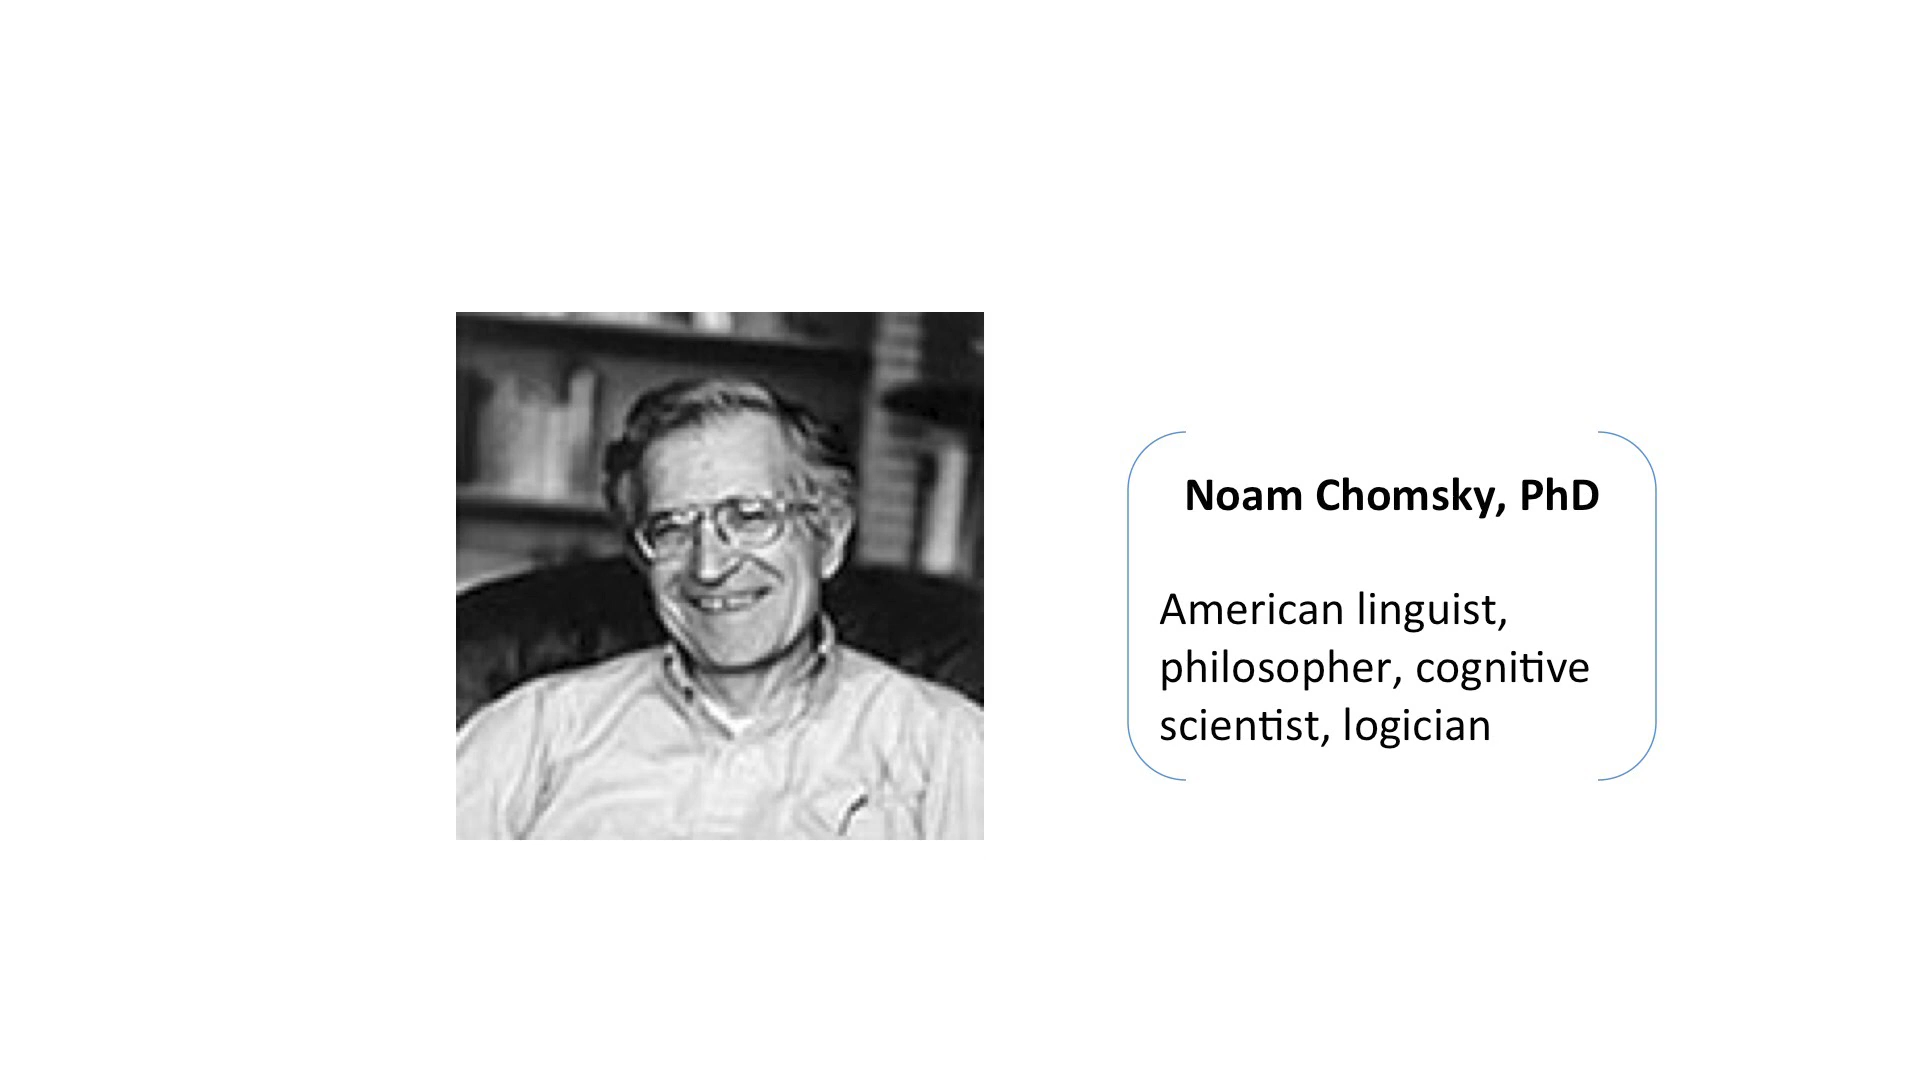 Noam Chomsky, PhD
American linguist,
philosopher, cognitive
scientist, logician